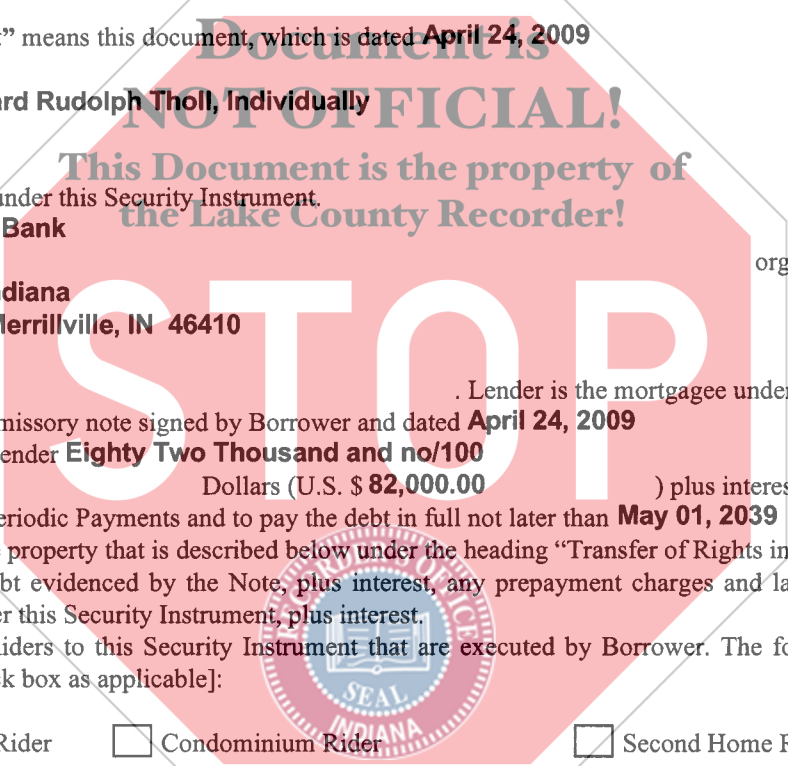 ” means this document, which is dated April 24, 2009
Document is
ard Rudolph Tholl, Individually
NOT OFFICIAL!
This Document is the property of
under this Security Instrument.
the Lake County Recorder!
Bank
org
ndiana
Merrillville, IN 46410
STOP
. Lender is the mortgagee under
missory note signed by Borrower and dated April 24, 2009
ender Eighty Two Thousand and no/100
Dollars (U.S. $ 82,000.00 ) plus interes
eriodic Payments and to pay the debt in full not later than May 01, 2039
property that is described below under the heading “Transfer of Rights in
bt evidenced by the Note, plus interest, any prepayment charges and la
er this Security Instrument, plus interest.
iders to this Security Instrument that are executed by Borrower. The fo
k box as applicable]:
RECORDER'S OFFICE
SEAL
INDIANA
Rider Condominium Rider Second Home R